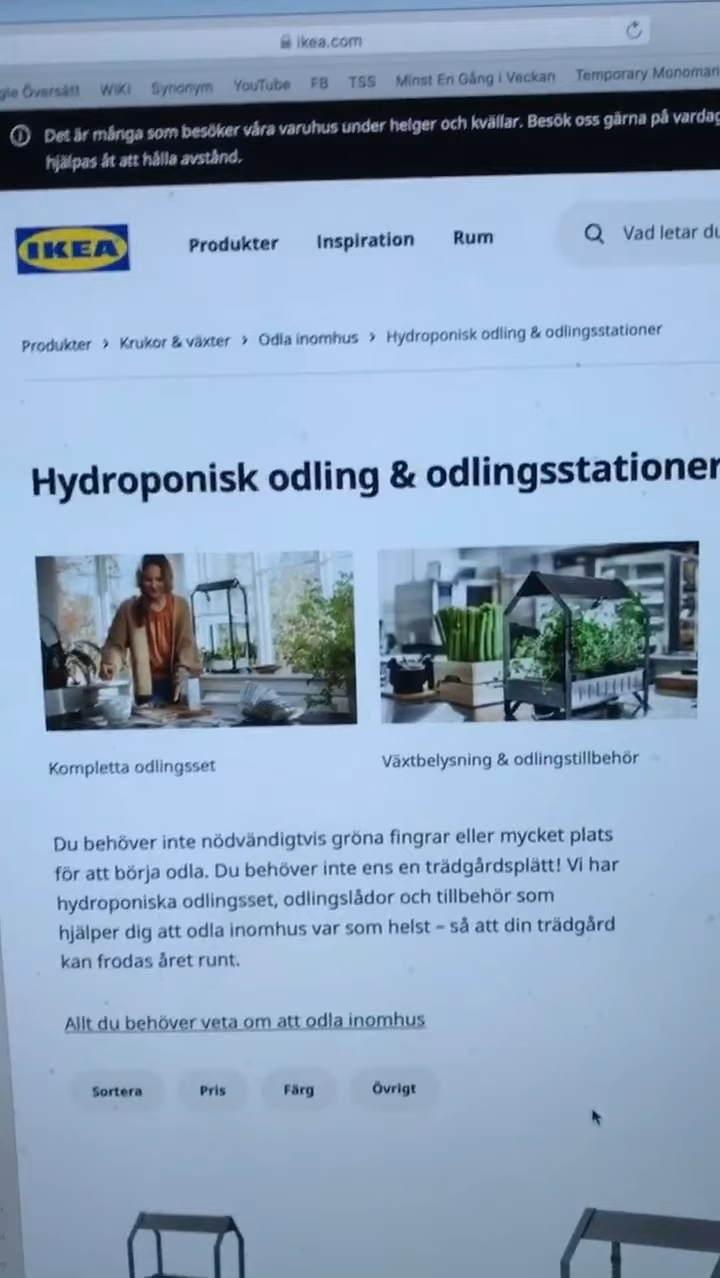 ikea.com
Översätt WIKI Synonym YouTube FB TSS Minst En Gång i Veckan Temporary Monoman
Det är många som besöker våra varuhus under helger och kvällar. Besök oss gärna på vardag
hjälpas åt att hålla avstånd.
IKEA Produkter Inspiration Rum Vad letar du
Produkter > Krukor & växter > Odla inomhus > Hydroponisk odling & odlingsstationer
Hydroponisk odling & odlingsstationer
Kompletta odlingsset Växtbelysning & odlingstillbehör
Du behöver inte nödvändigtvis gröna fingrar eller mycket plats
för att börja odla. Du behöver inte ens en trädgårdsplätt! Vi har
hydroponiska odlingsset, odlingslådor och tillbehör som
hjälper dig att odla inomhus var som helst – så att din trädgård
kan frodas året runt.
Allt du behöver veta om att odla inomhus
Sortera Pris Färg Övrigt